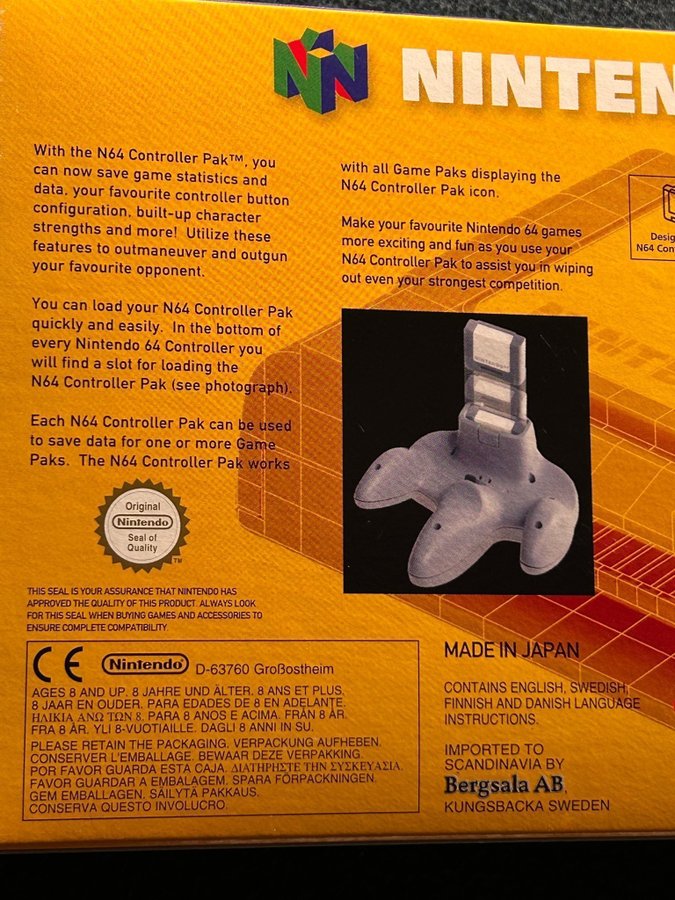 NINTEN
With the N64 Controller Pak™, you
can now save game statistics and
data, your favourite controller button
configuration, built-up character
strengths and more! Utilize these
features to outmaneuver and outgun
your favourite opponent.
You can load your N64 Controller Pak
quickly and easily. In the bottom of
every Nintendo 64 Controller you
will find a slot for loading the
N64 Controller Pak (see photograph).
Each N64 Controller Pak can be used
to save data for one or more Game
Paks. The N64 Controller Pak works
with all Game Paks displaying the
N64 Controller Pak icon.
Make your favourite Nintendo 64 games
more exciting and fun as you use your
N64 Controller Pak to assist you in wiping
out even your strongest competition.
Desig
N64 Con
Original
Nintendo
Seal of
Quality
TM
THIS SEAL IS YOUR ASSURANCE THAT NINTENDO HAS
APPROVED THE QUALITY OF THIS PRODUCT. ALWAYS LOOK
FOR THIS SEAL WHEN BUYING GAMES AND ACCESSORIES TO
ENSURE COMPLETE COMPATIBILITY.
CE Nintendo D-63760 Großostheim
AGES 8 AND UP. 8 JAHRE UND ÄLTER. 8 ANS ET PLUS.
8 JAAR EN OUDER. PARA EDADES DE 8 EN ADELANTE.
ΗΛΙΚΙΑ ΑΝΩ ΤΩΝ 8. PARA 8 ANOS E ACIMA. FRÅN 8 ÅR.
FRA 8 ÅR. YLI 8-VUOTIAILLE. DAGLI 8 ANNI IN SU.
PLEASE RETAIN THE PACKAGING. VERPACKUNG AUFHEBEN.
CONSERVER L'EMBALLAGE. BEWAAR DEZE VERPAKKING.
POR FAVOR GUARDA ESTA CAJA. ΔΙΑΤΗΡΗΣΤΕ ΤΗΝ ΣΥΣΚΕΥΑΣΙΑ.
FAVOR GUARDAR A EMBALAGEM. SPARA FÖRPACKNINGEN.
GEM EMBALLAGEN. SÄILYTÄ PAKKAUS.
CONSERVA QUESTO INVOLUCRO.
MADE IN JAPAN
CONTAINS ENGLISH, SWEDISH,
FINNISH AND DANISH LANGUAGE
INSTRUCTIONS.
IMPORTED TO
SCANDINAVIA BY
Bergsala AB,
KUNGSBACKA SWEDEN